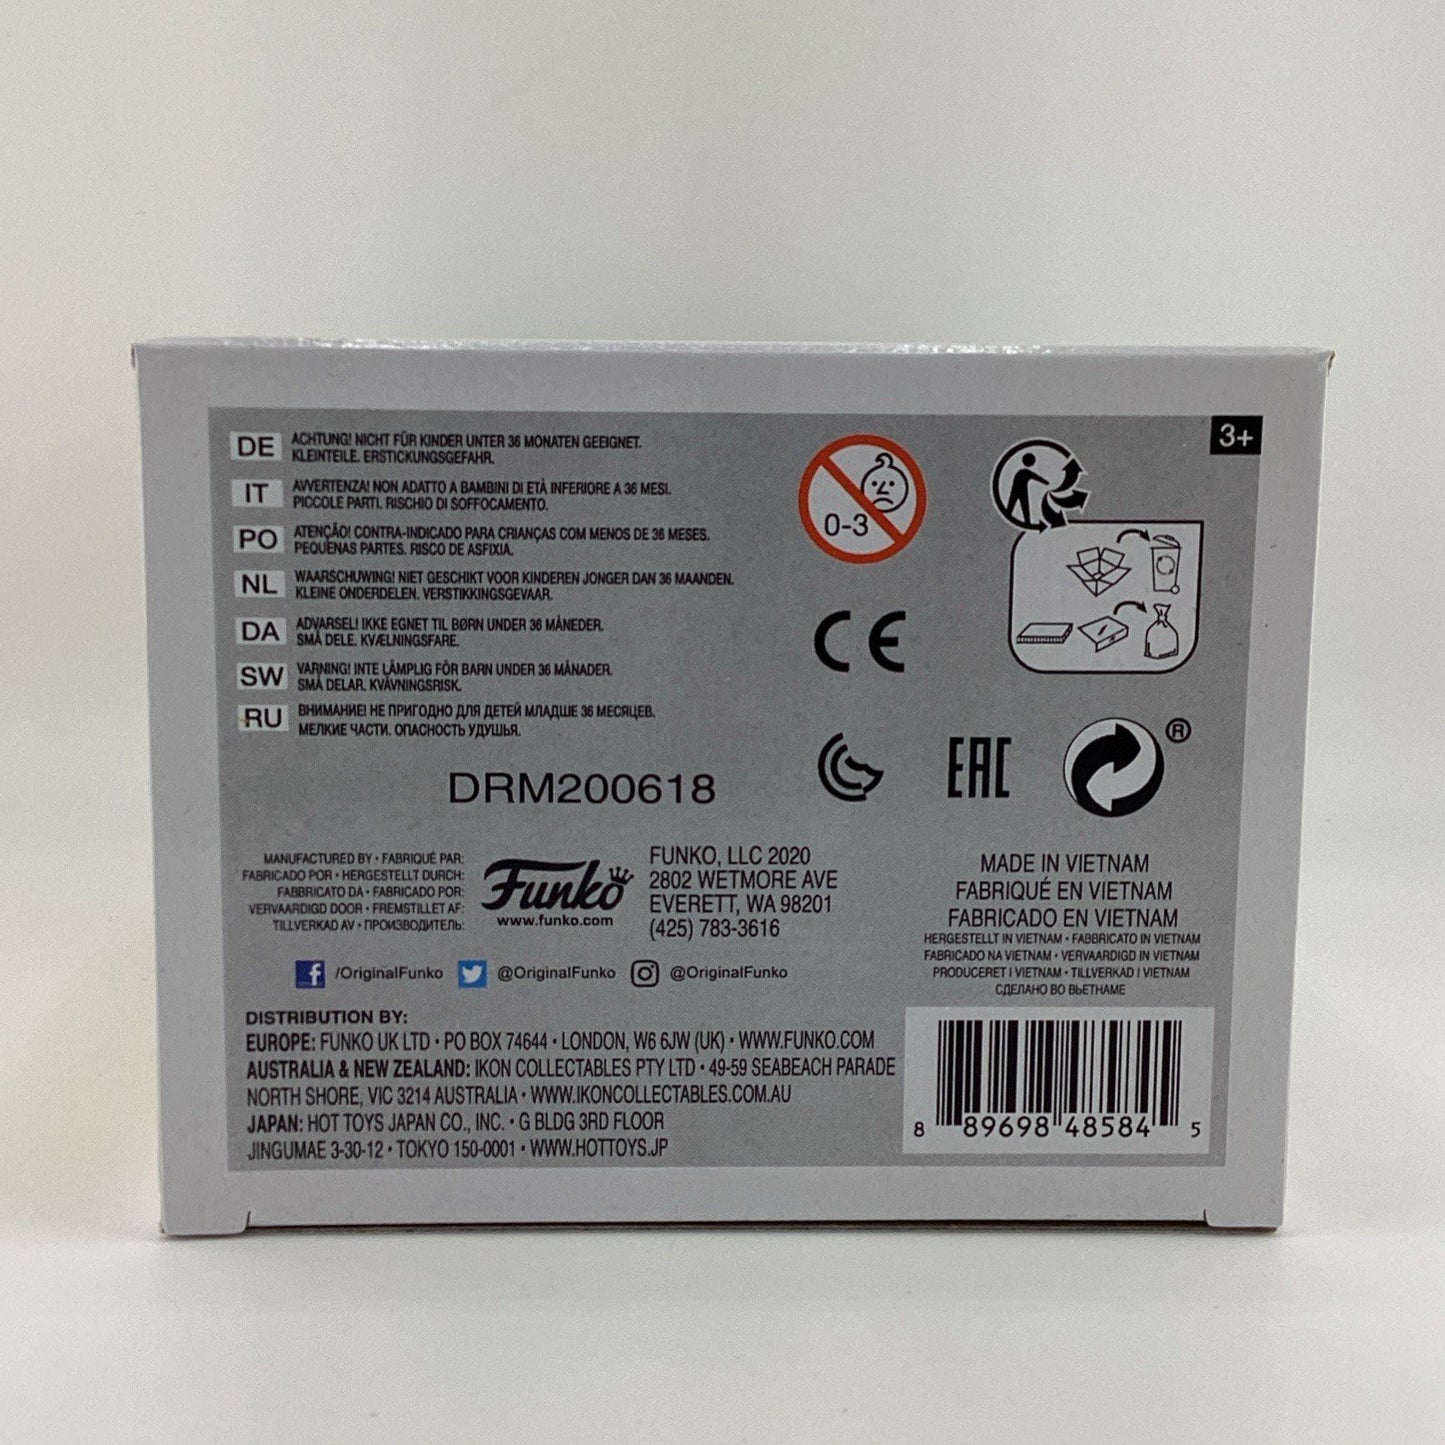 3+
DE ACHTUNG! NICHT FÜR KINDER UNTER 36 MONATEN GEEIGNET.
KLEINTEILE. ERSTICKUNGSGEFAHR.
IT AVVERTENZA! NON ADATTO A BAMBINI DI ETÀ INFERIORE A 36 MESI.
PICCOLE PARTI. RISCHIO DI SOFFOCAMENTO.
PO ATENÇÃO! CONTRA-INDICADO PARA CRIANÇAS COM MENOS DE 36 MESES.
PEQUENAS PARTES. RISCO DE ASFIXIA.
NL WAARSCHUWING! NIET GESCHIKT VOOR KINDEREN JONGER DAN 36 MAANDEN.
KLEINE ONDERDELEN. VERSTIKKINGSGEVAAR.
DA ADVARSEL! IKKE EGNET TIL BØRN UNDER 36 MÅNEDER.
SMÅ DELE. KVÆLNINGSFARE.
SW VARNING! INTE LÄMPLIG FÖR BARN UNDER 36 MÅNADER.
SMÅ DELAR. KVÄVNINGSRISK.
RU ВНИМАНИЕ! НЕ ПРИГОДНО ДЛЯ ДЕТЕЙ МЛАДШЕ 36 МЕСЯЦЕВ.
МЕЛКИЕ ЧАСТИ. ОПАСНОСТЬ УДУШЬЯ.
0-3
CE
EAC
®
DRM200618
MANUFACTURED BY • FABRIQUÉ PAR:
FABRICADO POR • HERGESTELLT DURCH:
FABBRICATO DA • FABRICADO POR:
VERVAARDIGD DOOR • FREMSTILLET AF:
TILLVERKAD AV • ПРОИЗВОДИТЕЛЬ:
Funko
www.funko.com
FUNKO, LLC 2020
2802 WETMORE AVE
EVERETT, WA 98201
(425) 783-3616
/OriginalFunko @OriginalFunko @OriginalFunko
MADE IN VIETNAM
FABRIQUÉ EN VIETNAM
FABRICADO EN VIETNAM
HERGESTELLT IN VIETNAM • FABBRICATO IN VIETNAM
FABRICADO NA VIETNAM • VERVAARDIGD IN VIETNAM
PRODUCERET I VIETNAM • TILLVERKAD I VIETNAM
СДЕЛАНО ВО ВЬЕТНАМЕ
DISTRIBUTION BY:
EUROPE: FUNKO UK LTD • PO BOX 74644 • LONDON, W6 6JW (UK) • WWW.FUNKO.COM
AUSTRALIA & NEW ZEALAND: IKON COLLECTABLES PTY LTD • 49-59 SEABEACH PARADE
NORTH SHORE, VIC 3214 AUSTRALIA • WWW.IKONCOLLECTABLES.COM.AU
JAPAN: HOT TOYS JAPAN CO., INC. • G BLDG 3RD FLOOR
JINGUMAE 3-30-12 • TOKYO 150-0001 • WWW.HOTTOYS.JP
8 89698 48584 5